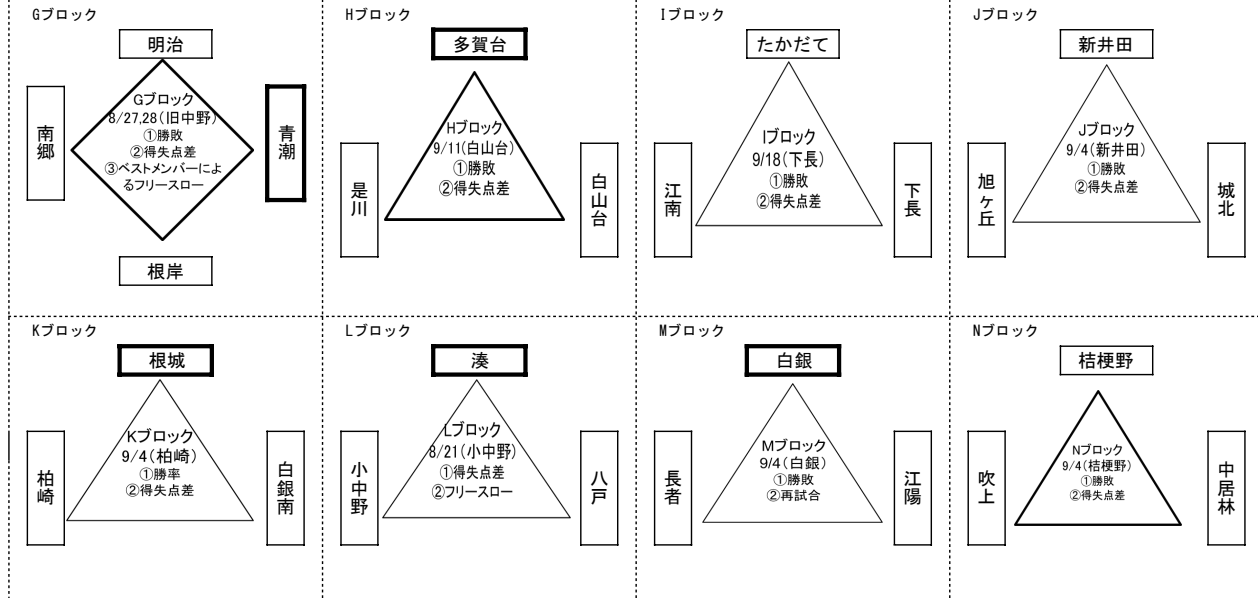 Gブロック
明治
南郷
Gブロック
8/27,28(旧中野)
①勝敗
②得失点差
③ベストメンバーによ
るフリースロー
青潮
根岸
Hブロック
多賀台
是川
Hブロック
9/11(白山台)
①勝敗
②得失点差
白山台
Iブロック
たかだて
江南
Iブロック
9/18(下長)
①勝敗
②得失点差
下長
Jブロック
新井田
旭ヶ丘
Jブロック
9/4(新井田)
①勝敗
②得失点差
城北
Kブロック
根城
柏崎
Kブロック
9/4(柏崎)
①勝率
②得失点差
白銀南
Lブロック
湊
小中野
Lブロック
8/21(小中野)
①得失点差
②フリースロー
八戸
Mブロック
白銀
長者
Mブロック
9/4(白銀)
①勝敗
②再試合
江陽
Nブロック
桔梗野
吹上
Nブロック
9/4(桔梗野)
①勝敗
②得失点差
中居林